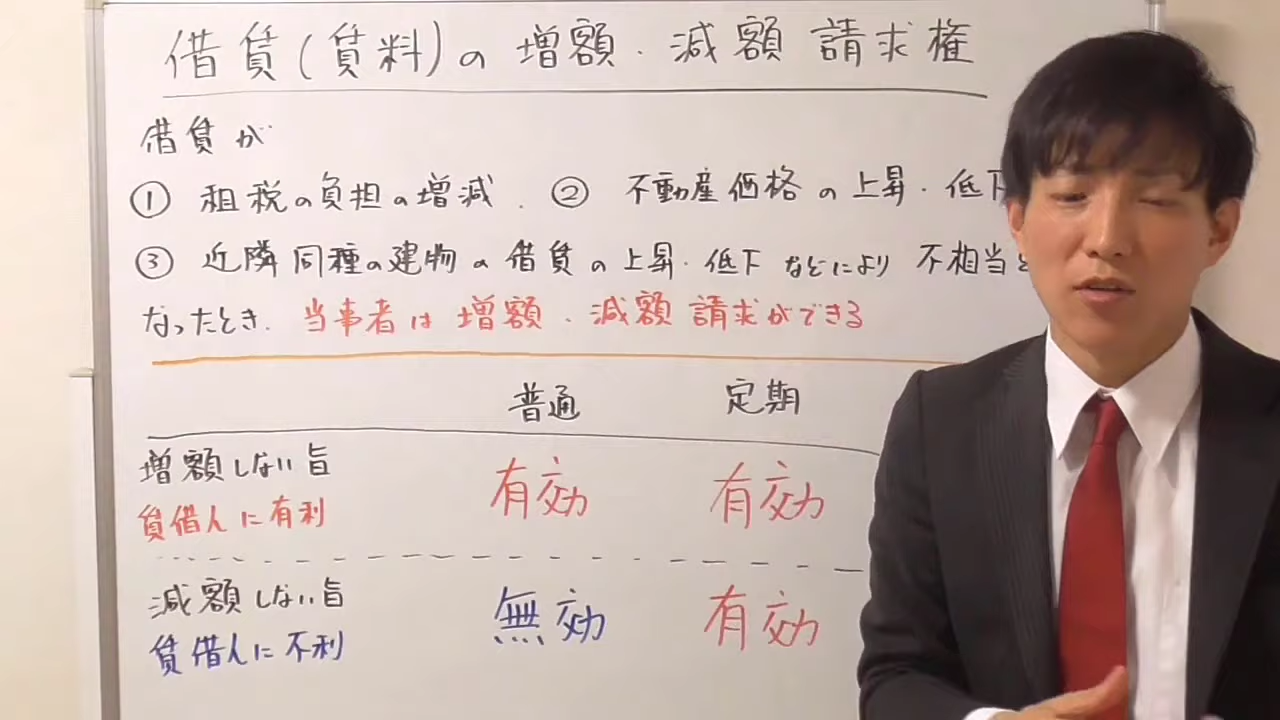 借賃(賃料)の増額・減額請求権
借賃が
① 租税の負担の増減. ② 不動産価格の上昇・低下
③ 近隣同種の建物の借賃の上昇・低下 などにより 不相当と
なったとき. 当事者は増額・減額請求ができる
普通 定期
増額しない旨
賃借人に有利 有効 有効
減額しない旨
賃借人に不利 無効 有効